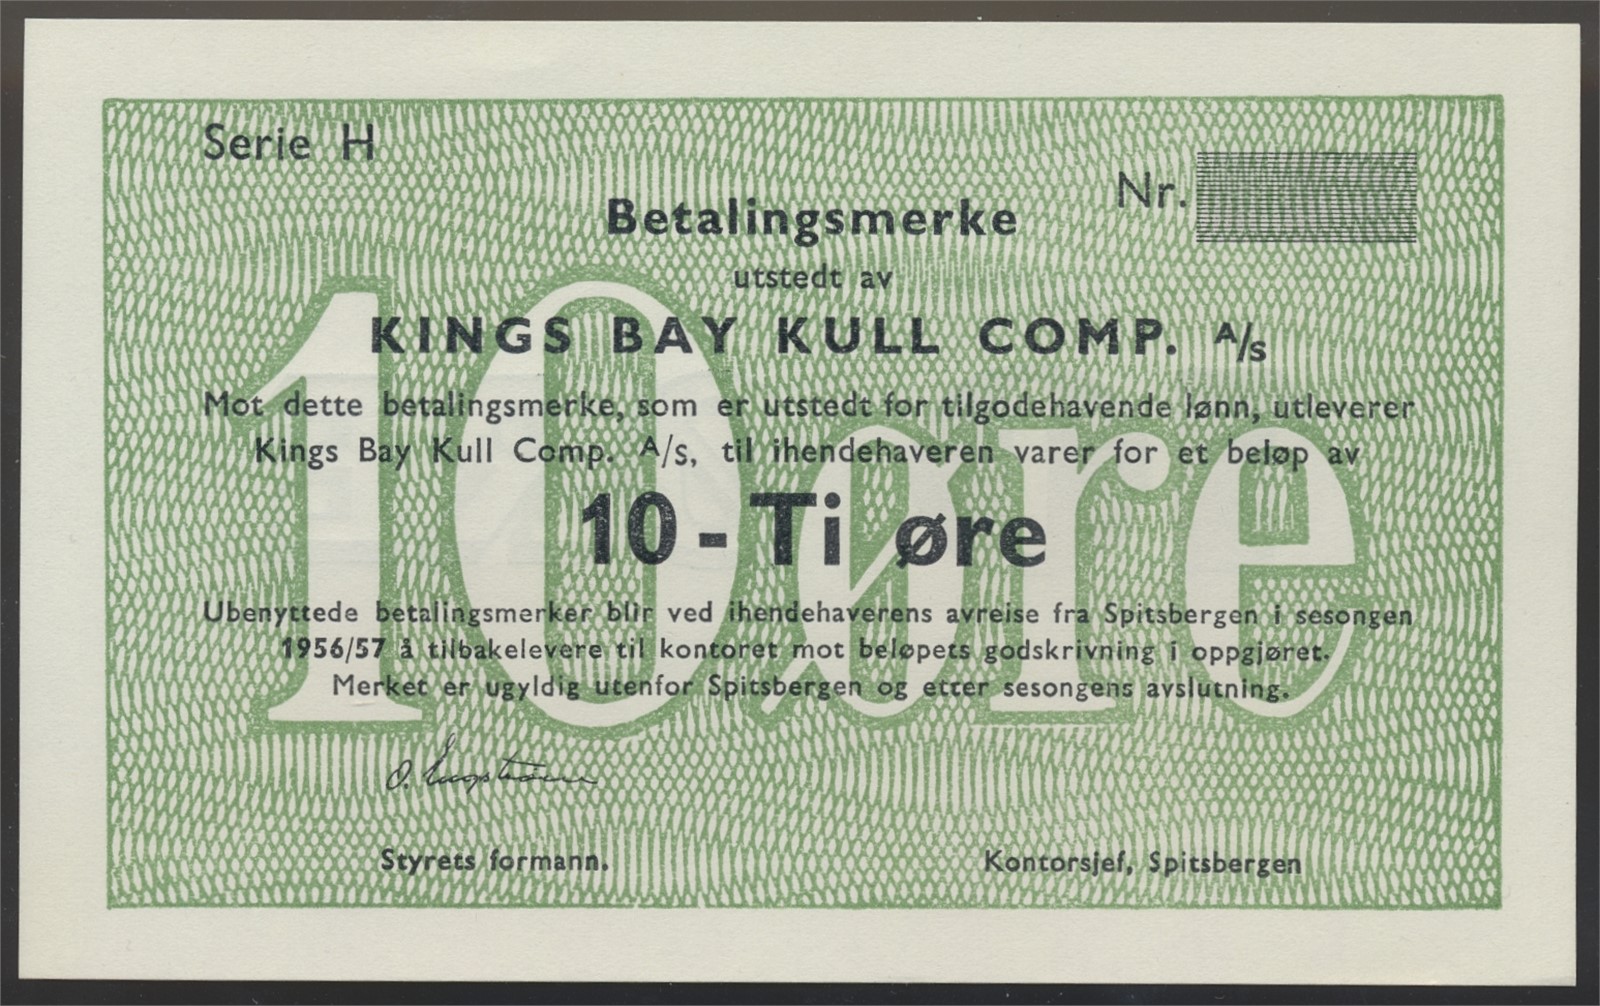 Serie H
Nr.
Betalingsmerke
utstedt av
KINGS BAY KULL COMP. A/s
Mot dette betalingsmerke, som er utstedt for tilgodehavende lønn, utleverer
Kings Bay Kull Comp. A/s, til ihendehaveren varer for et beløp av
10 - Ti øre
10 øre
Ubenyttede betalingsmerker blir ved ihendehaverens avreise fra Spitsbergen i sesongen
1956/57 å tilbakelevere til kontoret mot beløpets godskrivning i oppgjøret.
Merket er ugyldig utenfor Spitsbergen og etter sesongens avslutning.
O. Engstrøm
Styrets formann.
Kontorsjef, Spitsbergen